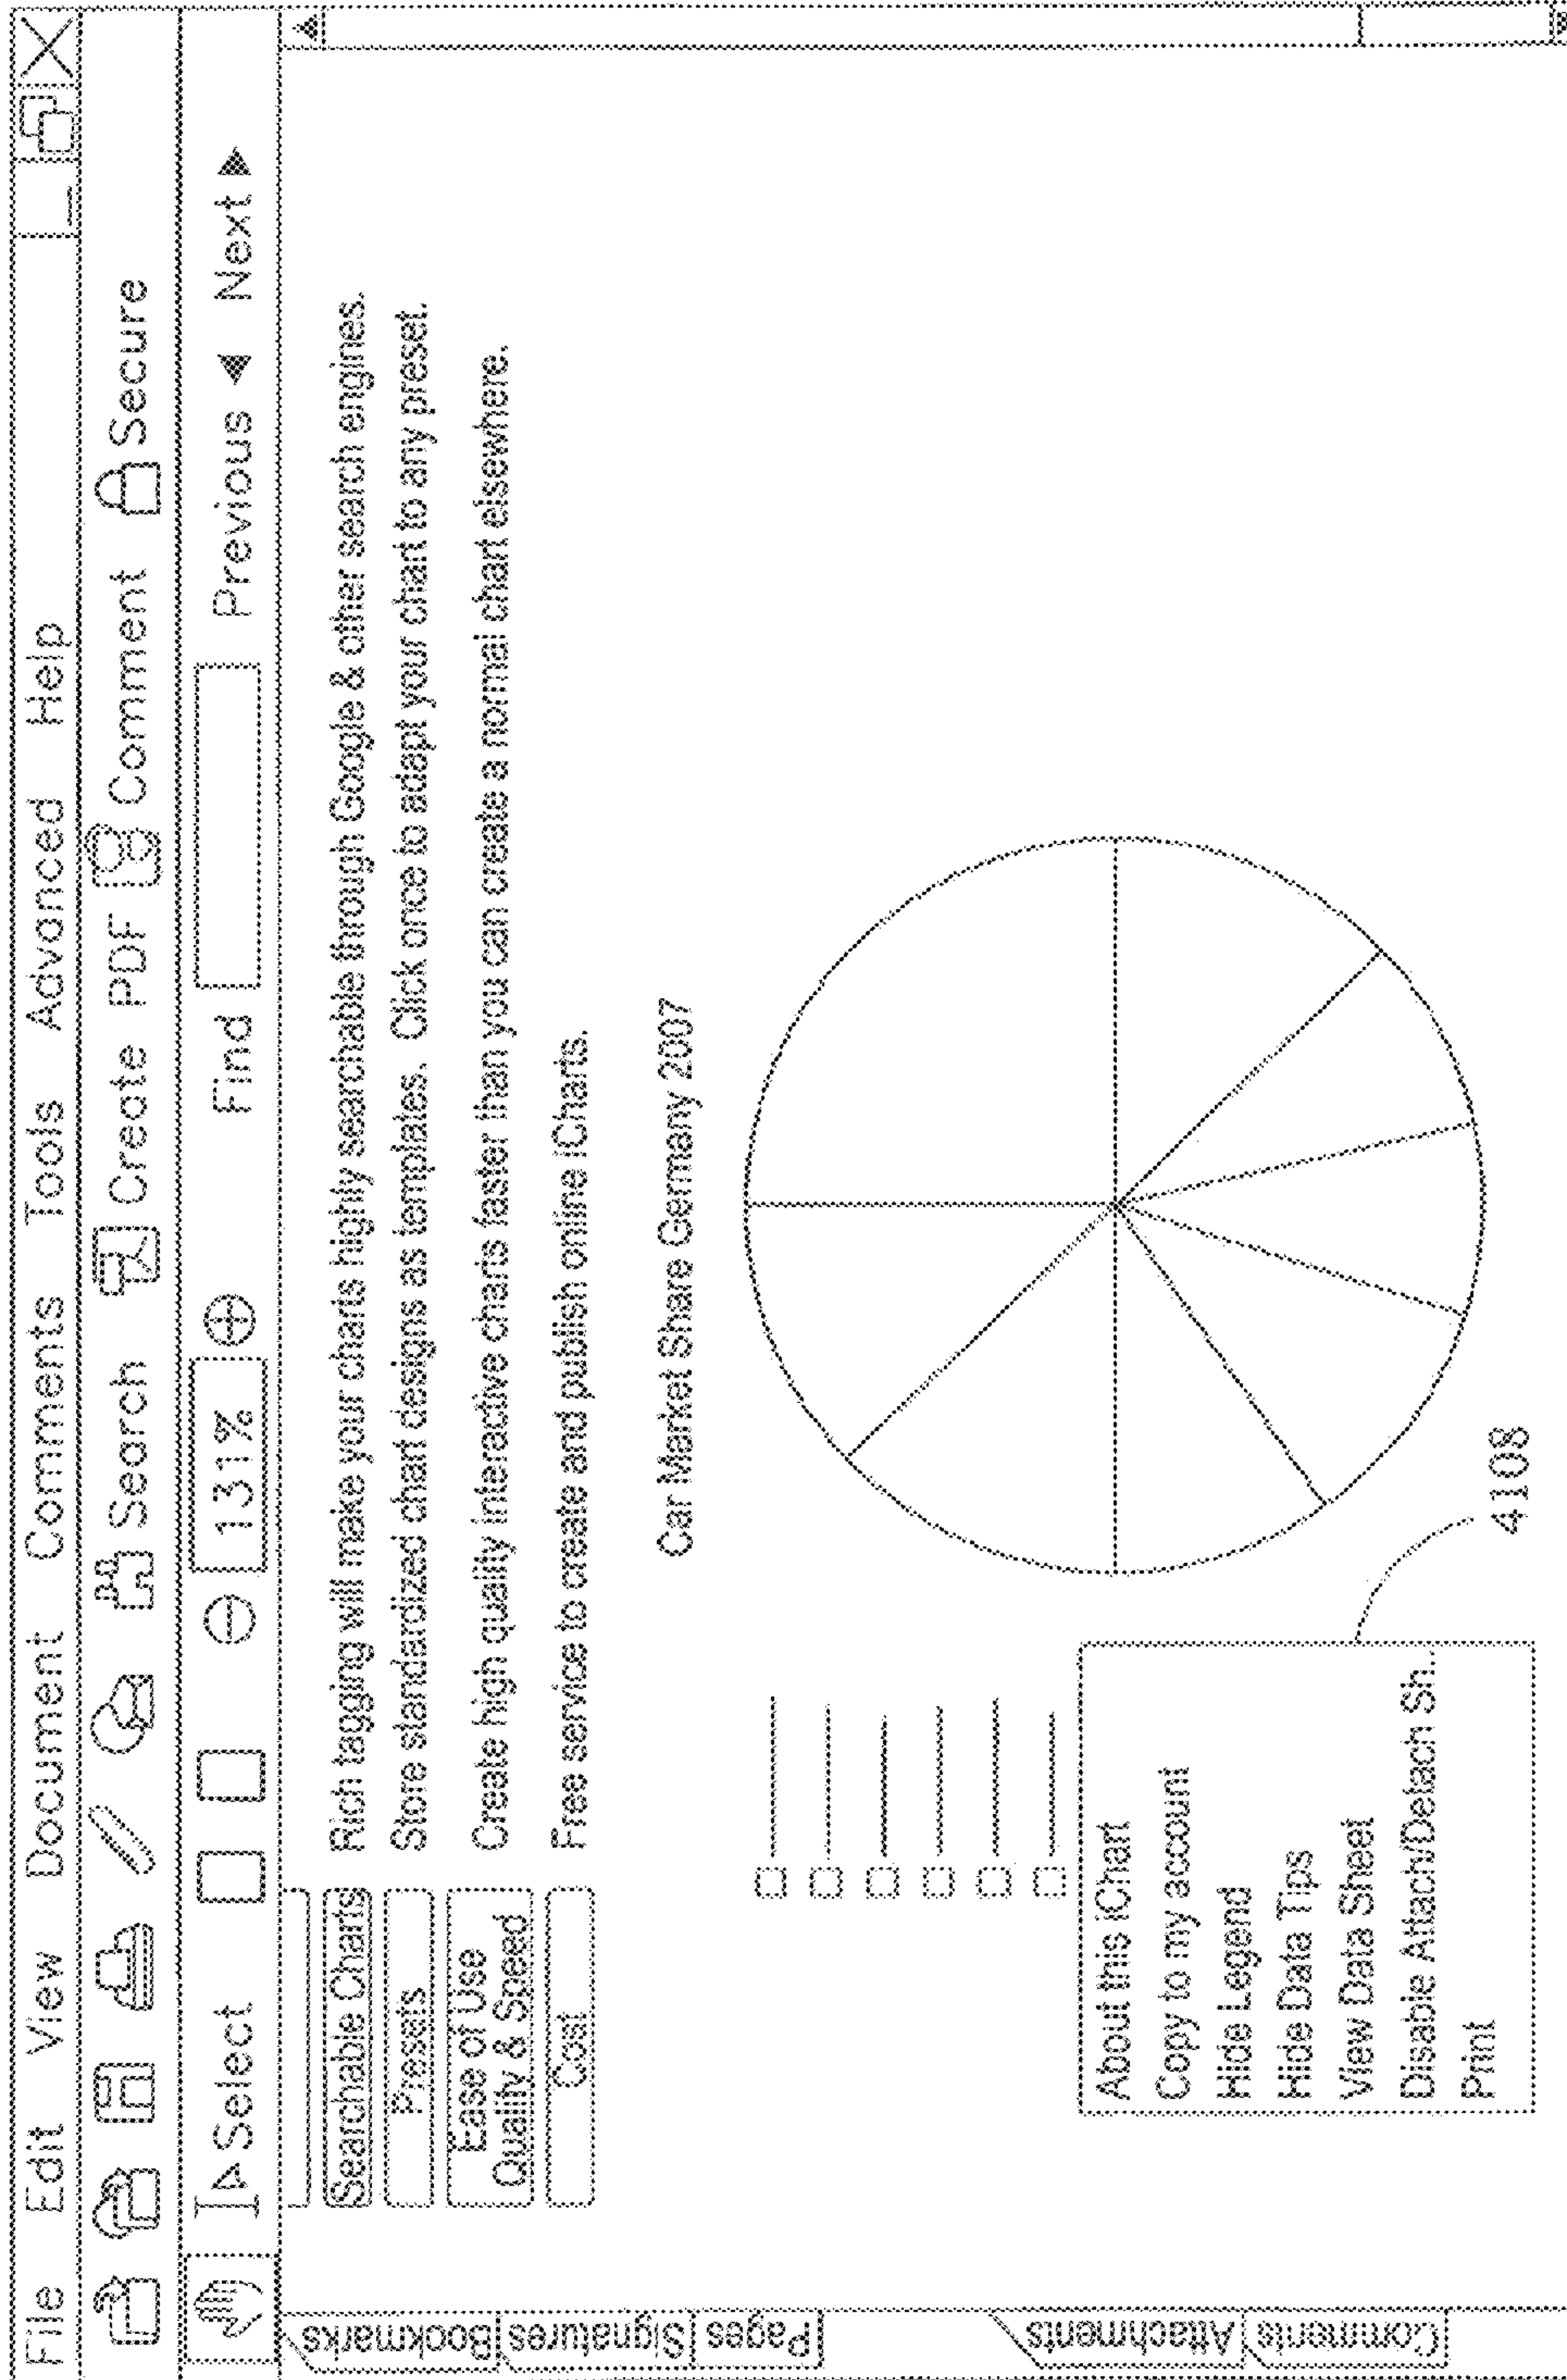 File Edit View Document Comments Tools Advanced Help
Search Create PDF Comment Secure
Select 131% Find Previous Next
Searchable Charts Rich tagging will make your charts highly searchable through Google & other search engines.
Presets Store standardized chart designs as templates. Click once to adapt your chart to any preset.
Ease of Use
Quality & Speed Create high quality interactive charts faster than you can create a normal chart elsewhere.
Cost Free service to create and publish online iCharts.
Car Market Share Germany 2007
About this iChart
Copy to my account
Hide Legend
Hide Data Tips
View Data Sheet
Disable Attach/Detach Sh..
Print
4108
Bookmarks
Signatures
Pages
Attachments
Comments